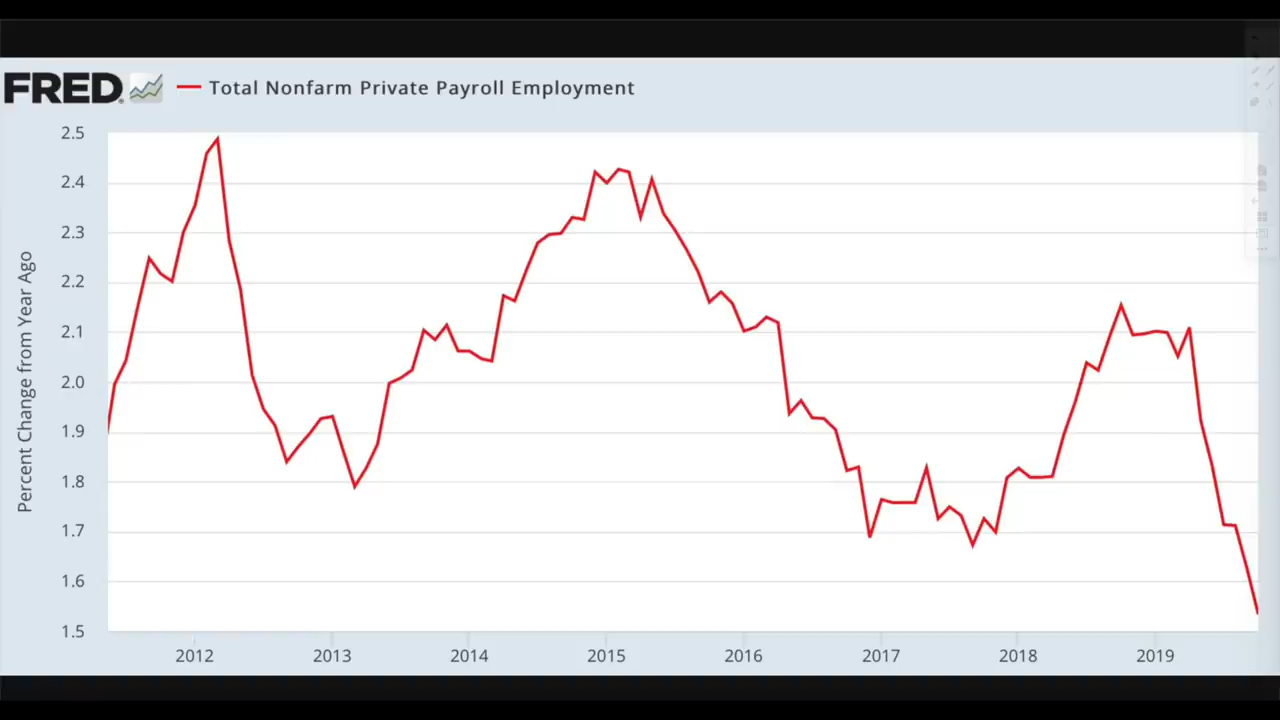 FRED
Total Nonfarm Private Payroll Employment
Percent Change from Year Ago
2.5
2.4
2.3
2.2
2.1
2.0
1.9
1.8
1.7
1.6
1.5
2012 2013 2014 2015 2016 2017 2018 2019